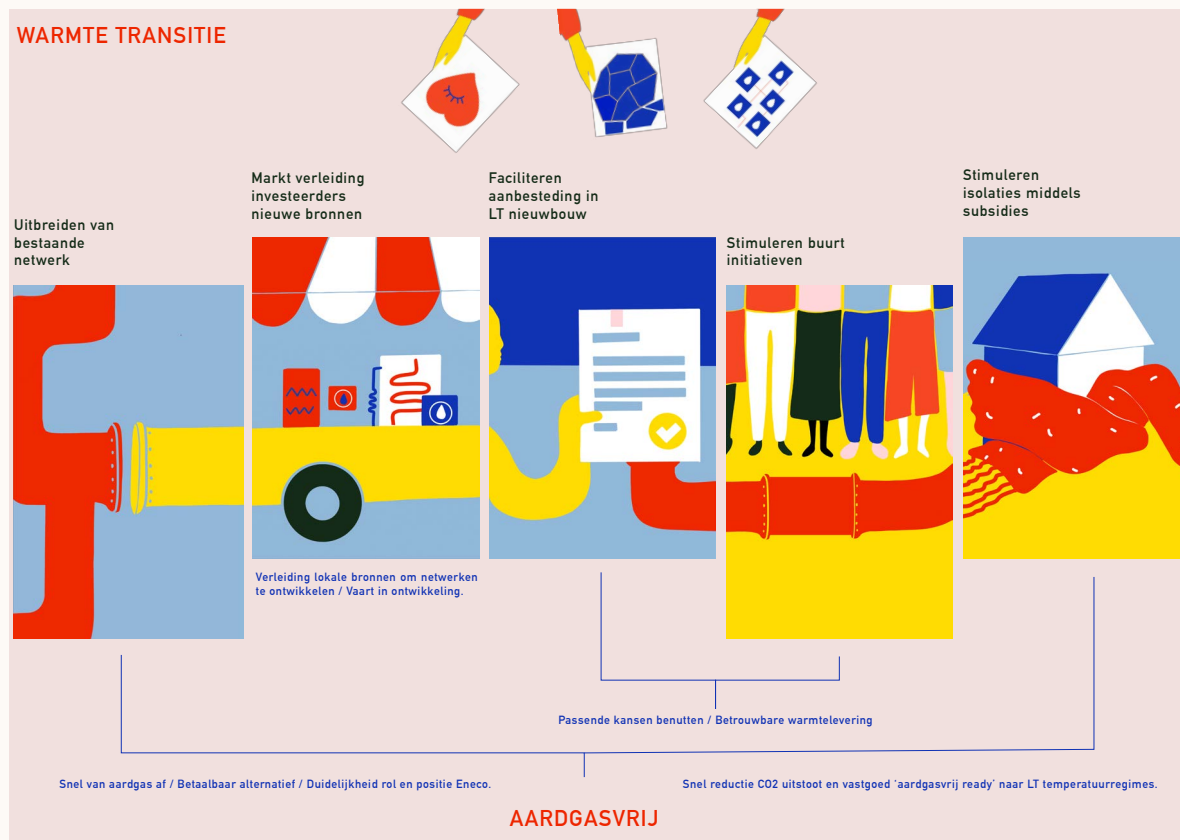 WARMTE TRANSITIE
Uitbreiden van
bestaande
netwerk
Markt verleiding
investeerders
nieuwe bronnen
Faciliteren
aanbesteding in
LT nieuwbouw
Stimuleren buurt
initiatieven
Stimuleren
isolaties middels
subsidies
Verleiding lokale bronnen om netwerken
te ontwikkelen / Vaart in ontwikkeling.
Passende kansen benutten / Betrouwbare warmtelevering
Snel van aardgas af / Betaalbar alternatief / Duidelijkheid rol en positie Eneco.
Snel reductie CO2 uitstoot en vastgoed ‘aardgasvrij ready’ naar LT temperatuurregimes.
AARDGASVRIJ